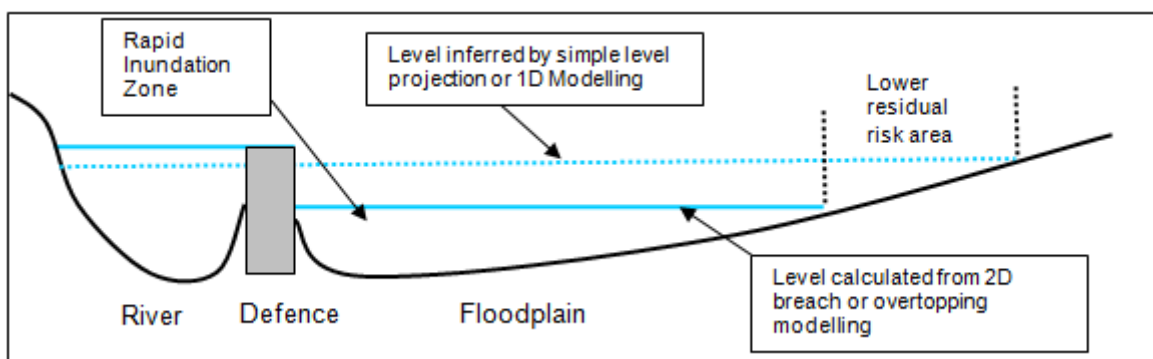 Rapid
Inundation
Zone
Level inferred by simple level
projection or 1D Modelling
Lower
residual
risk area
Level calculated from 2D
breach or overtopping
modelling
River
Defence
Floodplain